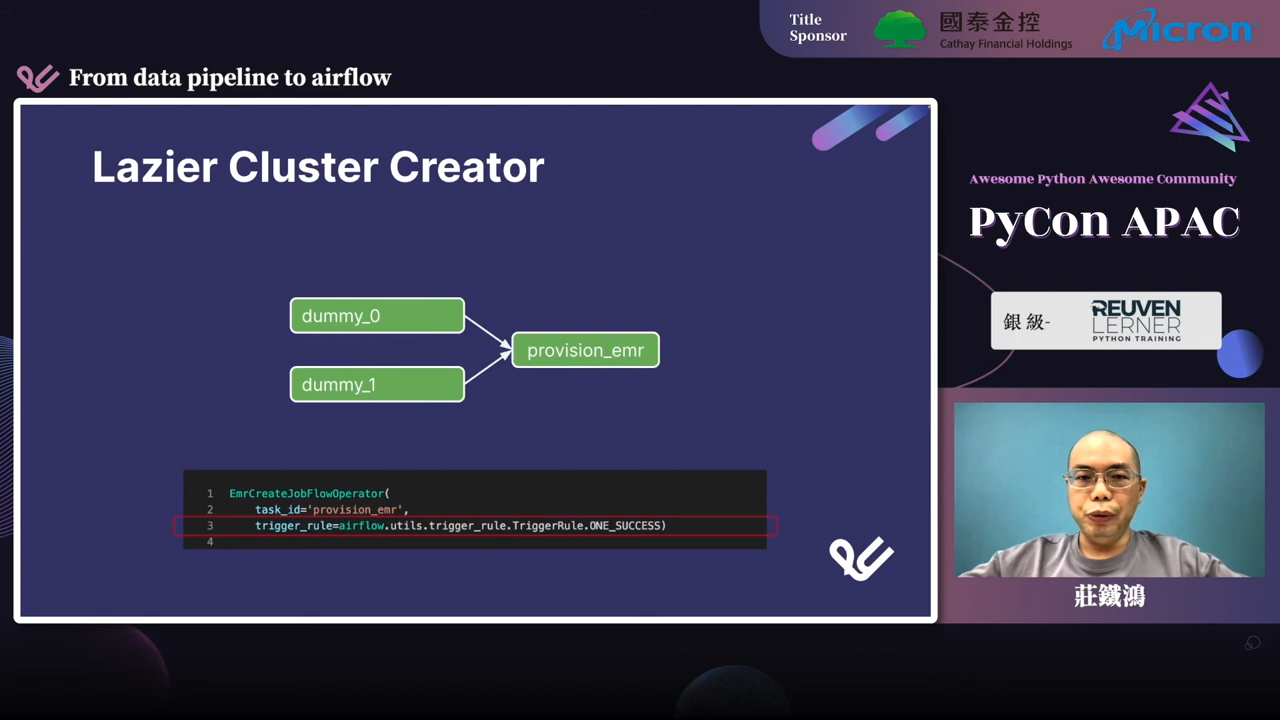 Title
Sponsor
國泰金控
Cathay Financial Holdings
Micron
From data pipeline to airflow
Lazier Cluster Creator
dummy_0
provision_emr
dummy_1
1 EmrCreateJobFlowOperator(
2 task_id='provision_emr',
3 trigger_rule=airflow.utils.trigger_rule.TriggerRule.ONE_SUCCESS)
4
Awesome Python Awesome Community
PyCon APAC
銀級-
REUVEN
LERNER
PYTHON TRAINING
莊鐵鴻